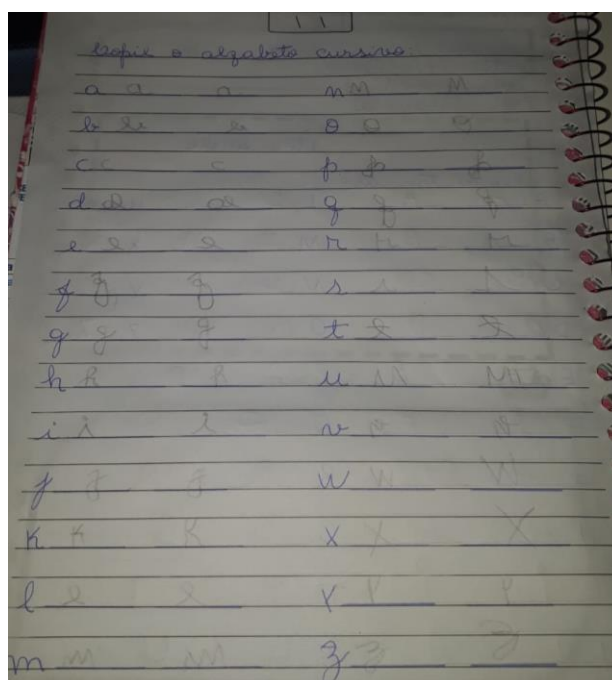 11
Copie o alfabeto cursivo.
a a a n n n
b b b o o o
c c c p p p
d d d q q q
e e e r r r
f f f s s s
g g g t t t
h h h u u u
i i i v v v
j j j w w w
k k k x x x
l l l y y y
m m m z z z